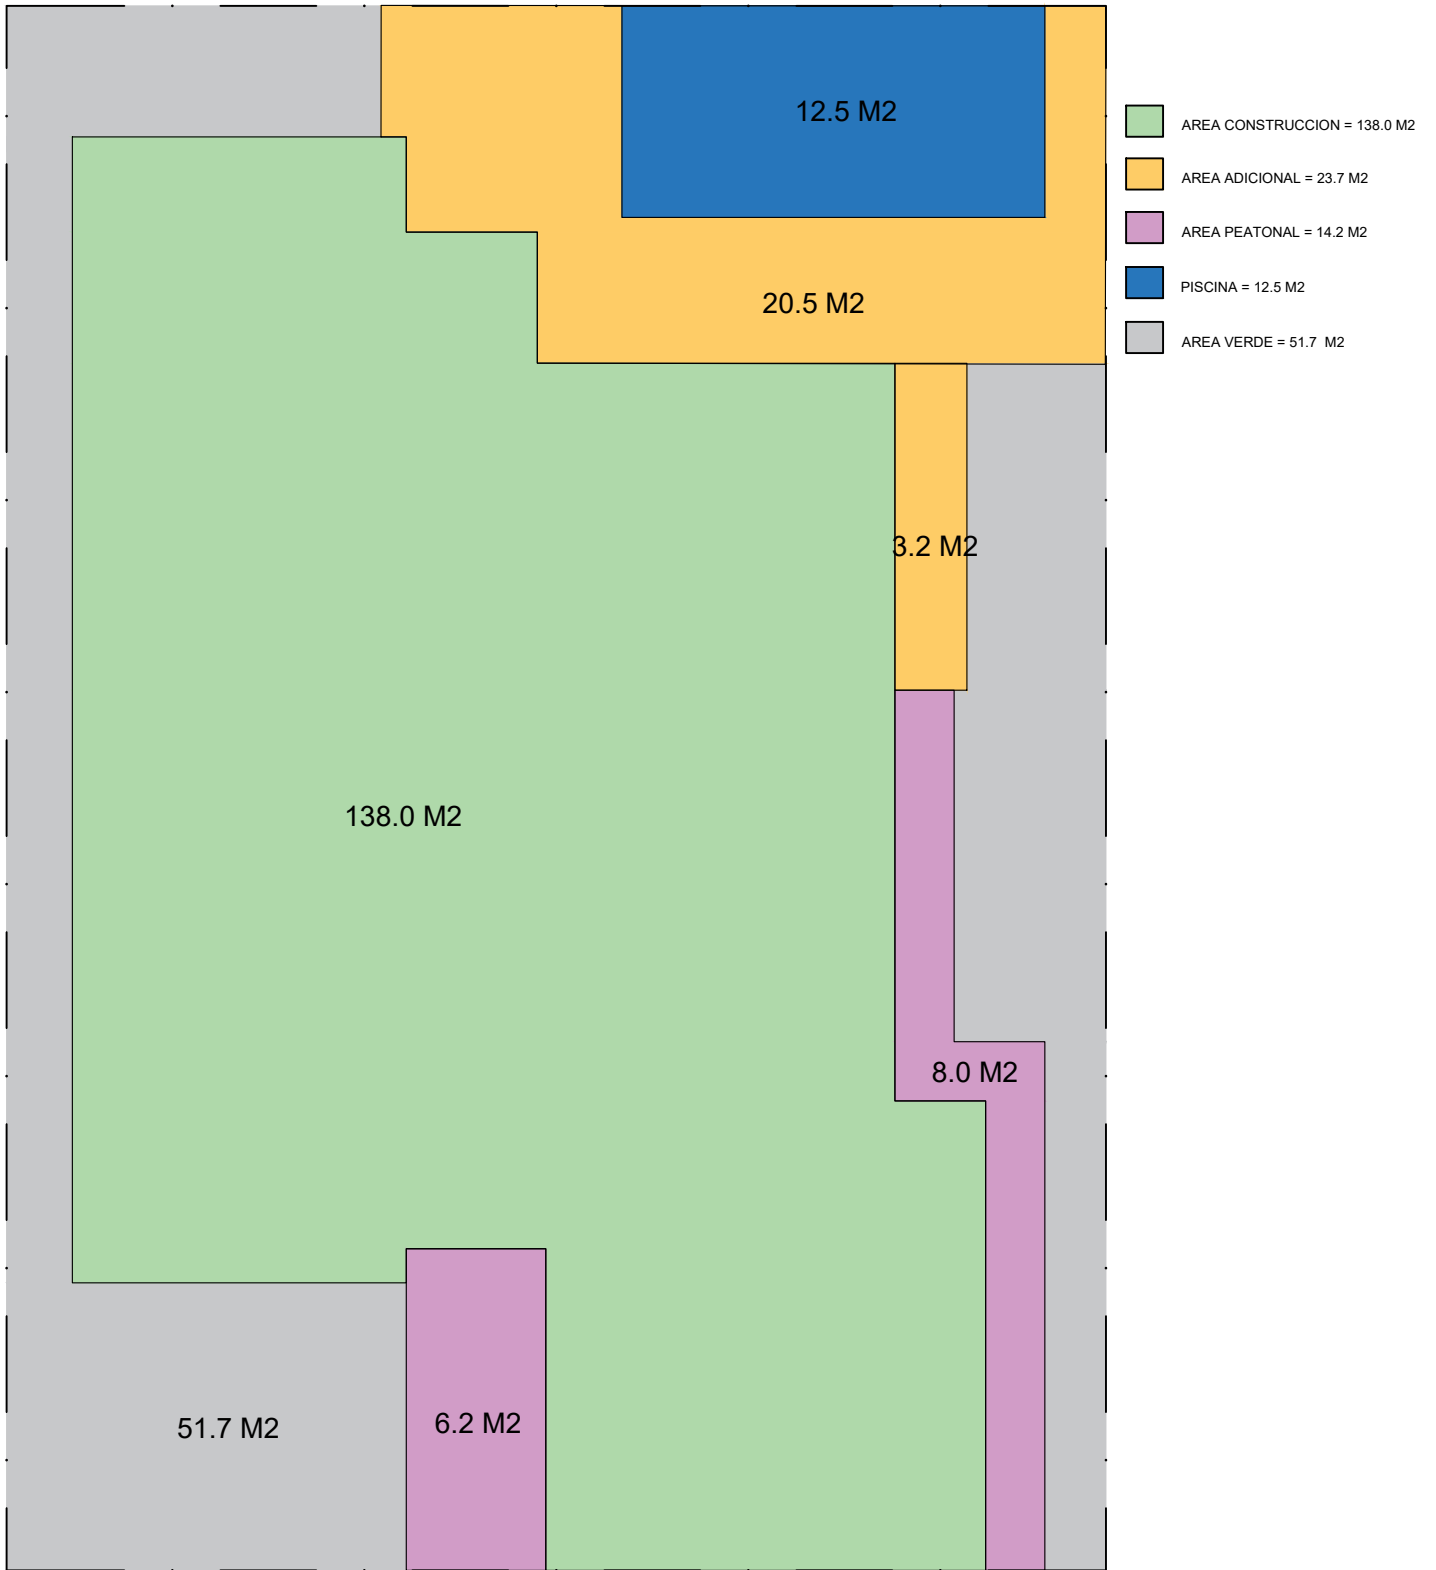 12.5 M2
20.5 M2
3.2 M2
138.0 M2
8.0 M2
51.7 M2
6.2 M2
AREA CONSTRUCCION = 138.0 M2
AREA ADICIONAL = 23.7 M2
AREA PEATONAL = 14.2 M2
PISCINA = 12.5 M2
AREA VERDE = 51.7  M2